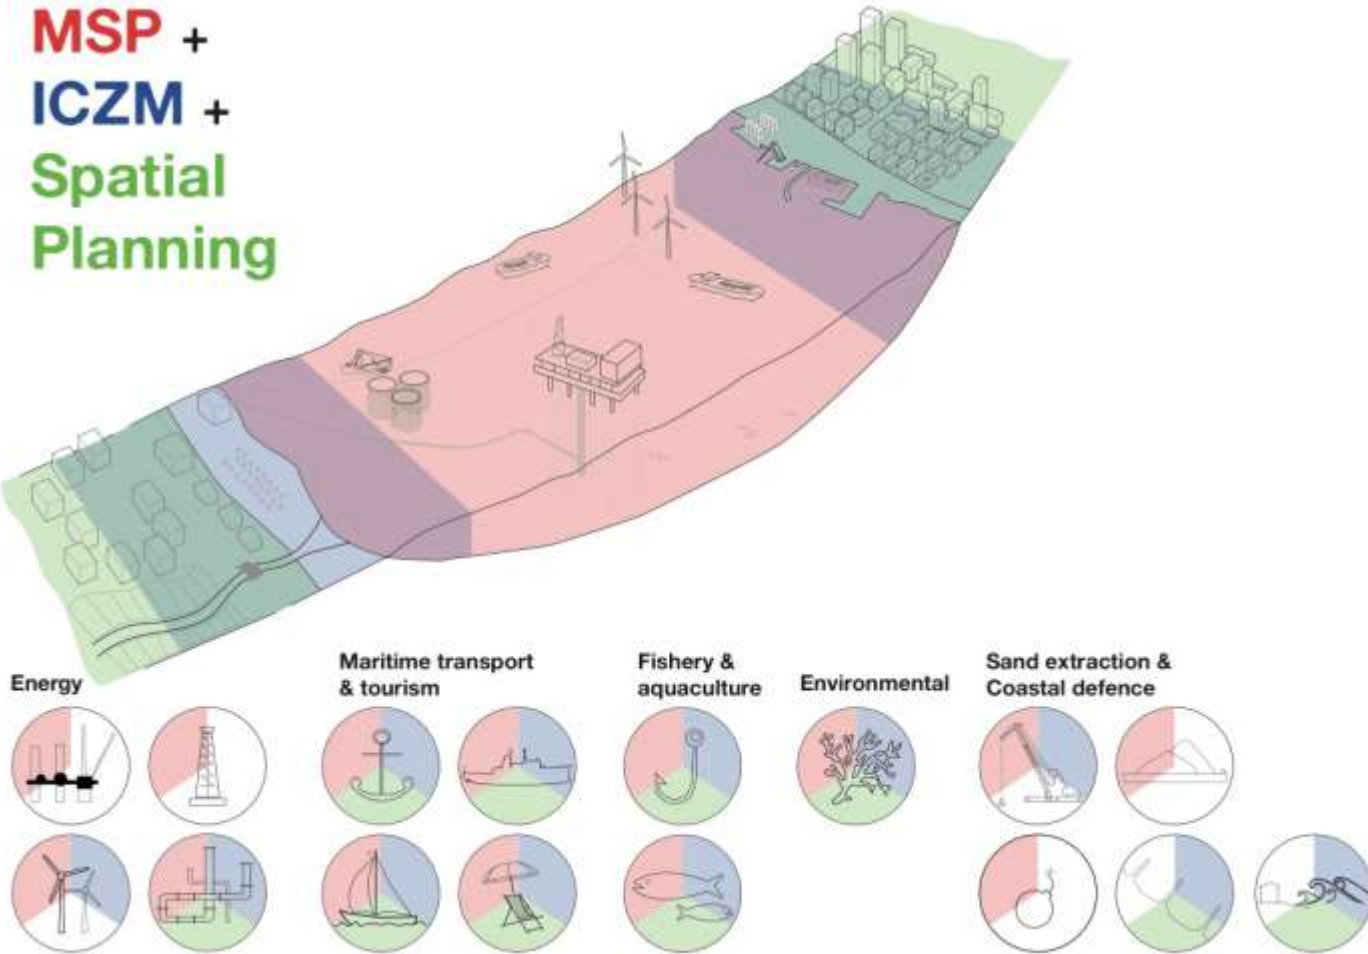 MSP +
ICZM +
Spatial
Planning
Energy
Maritime transport
& tourism
Fishery &
aquaculture
Environmental
Sand extraction &
Coastal defence